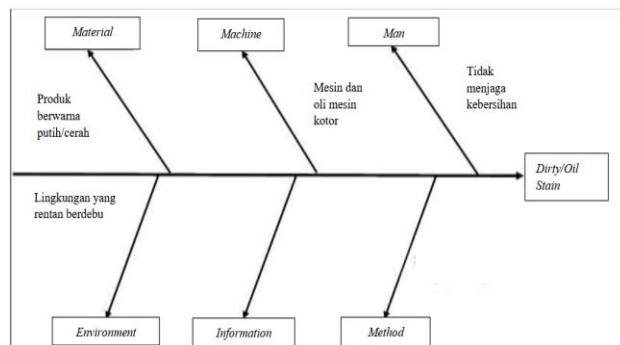 Material
Machine
Man
Produk
berwarna
putih/cerah
Mesin dan
oli mesin
kotor
Tidak
menjaga
kebersihan
Dirty/Oil
Stain
Lingkungan yang
rentan berdebu
Environment
Information
Method